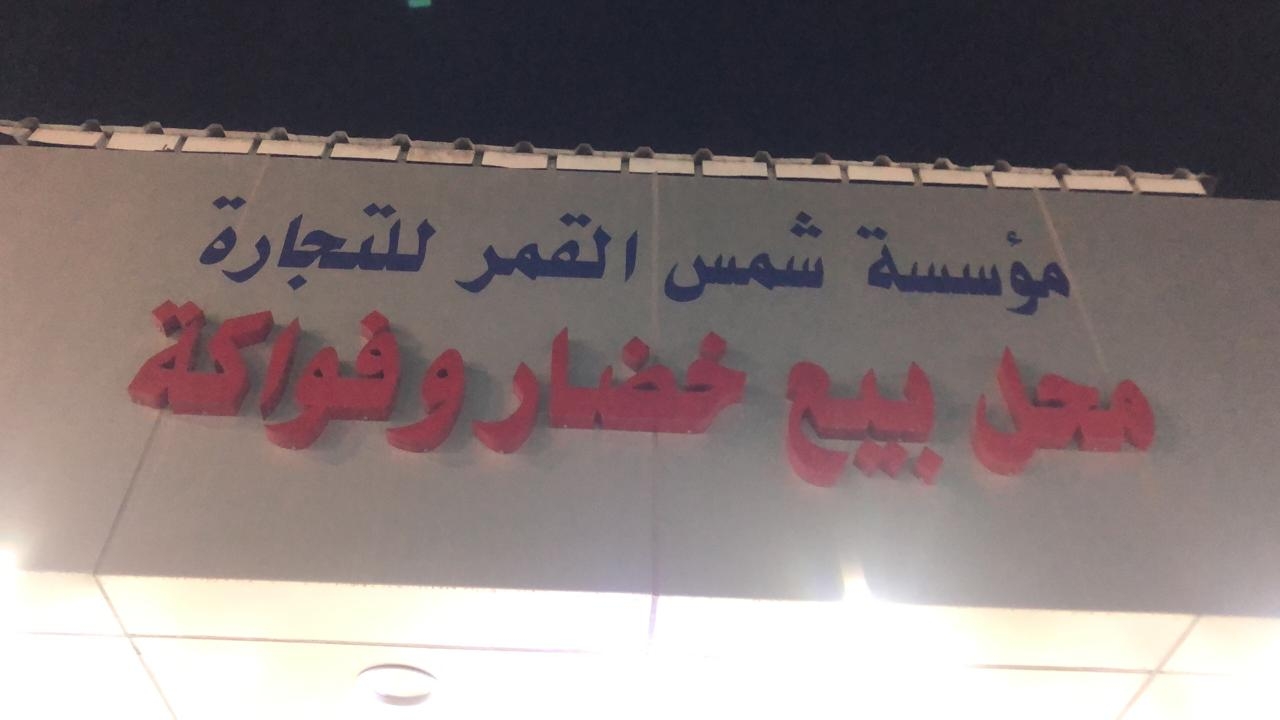 مؤسسة شمس القمر للتجارة
محل بيع خضار وفواكة